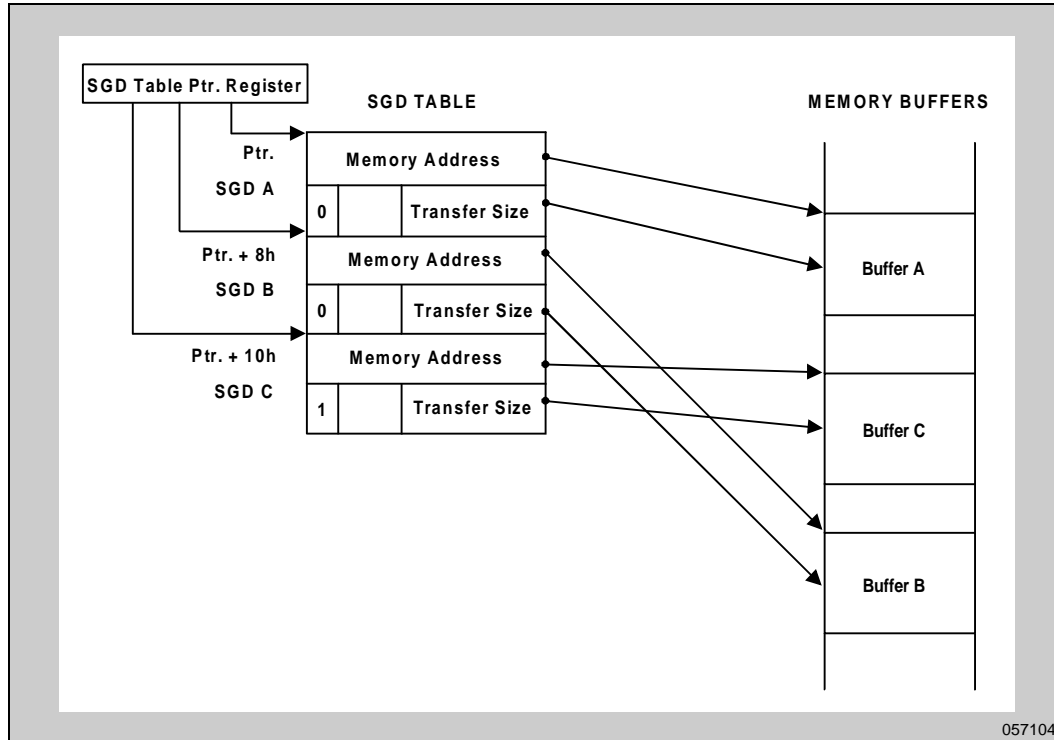 SGD Table Ptr. Register
SGD TABLE
MEMORY BUFFERS
Ptr.
SGD A
Memory Address
0 Transfer Size
Ptr. + 8h
SGD B
Memory Address
0 Transfer Size
Ptr. + 10h
SGD C
Memory Address
1 Transfer Size
Buffer A
Buffer C
Buffer B
057104